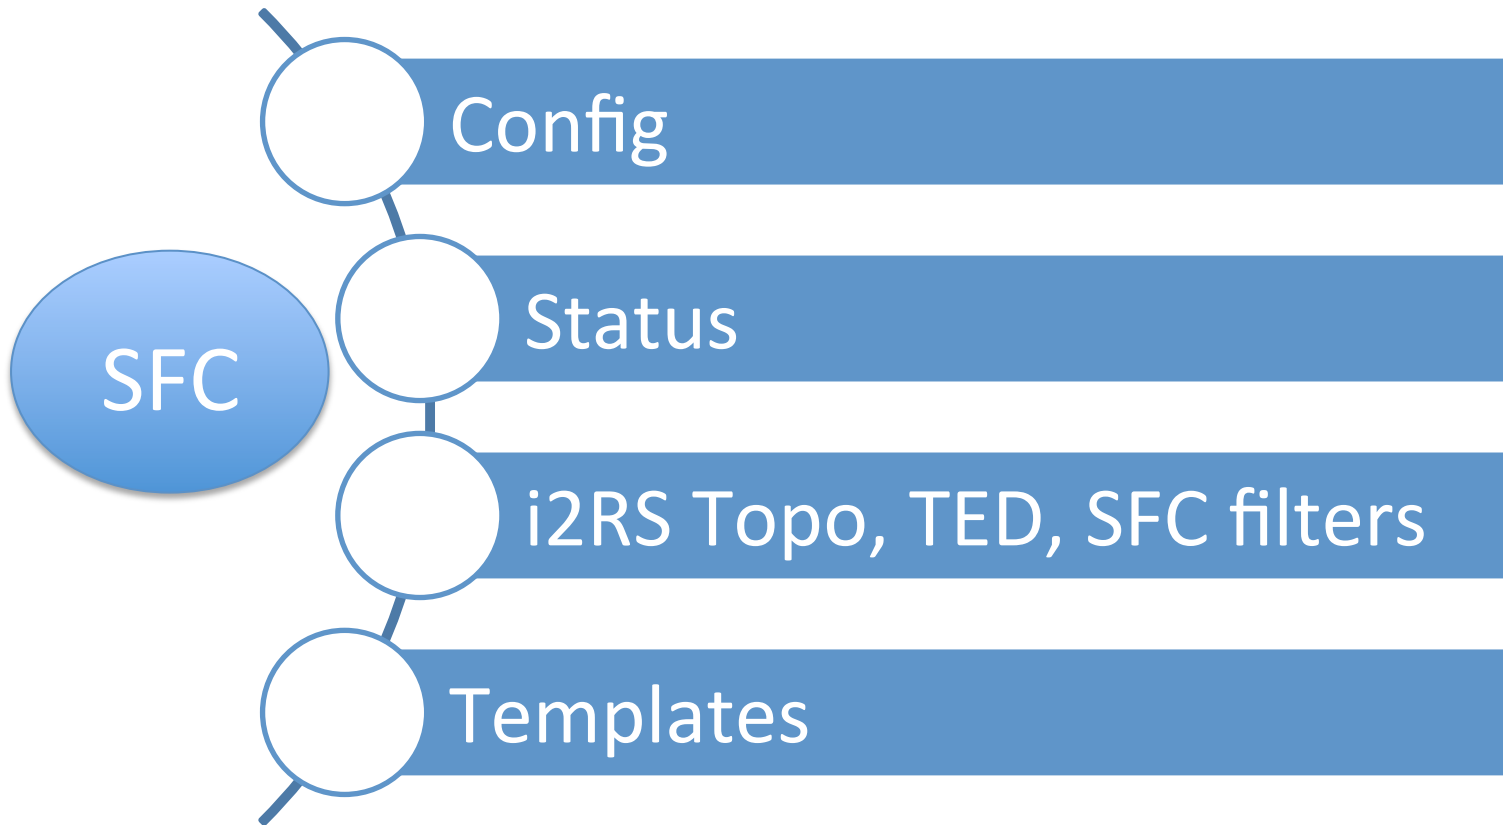 Config
Status
SFC
i2RS Topo, TED, SFC filters
Templates